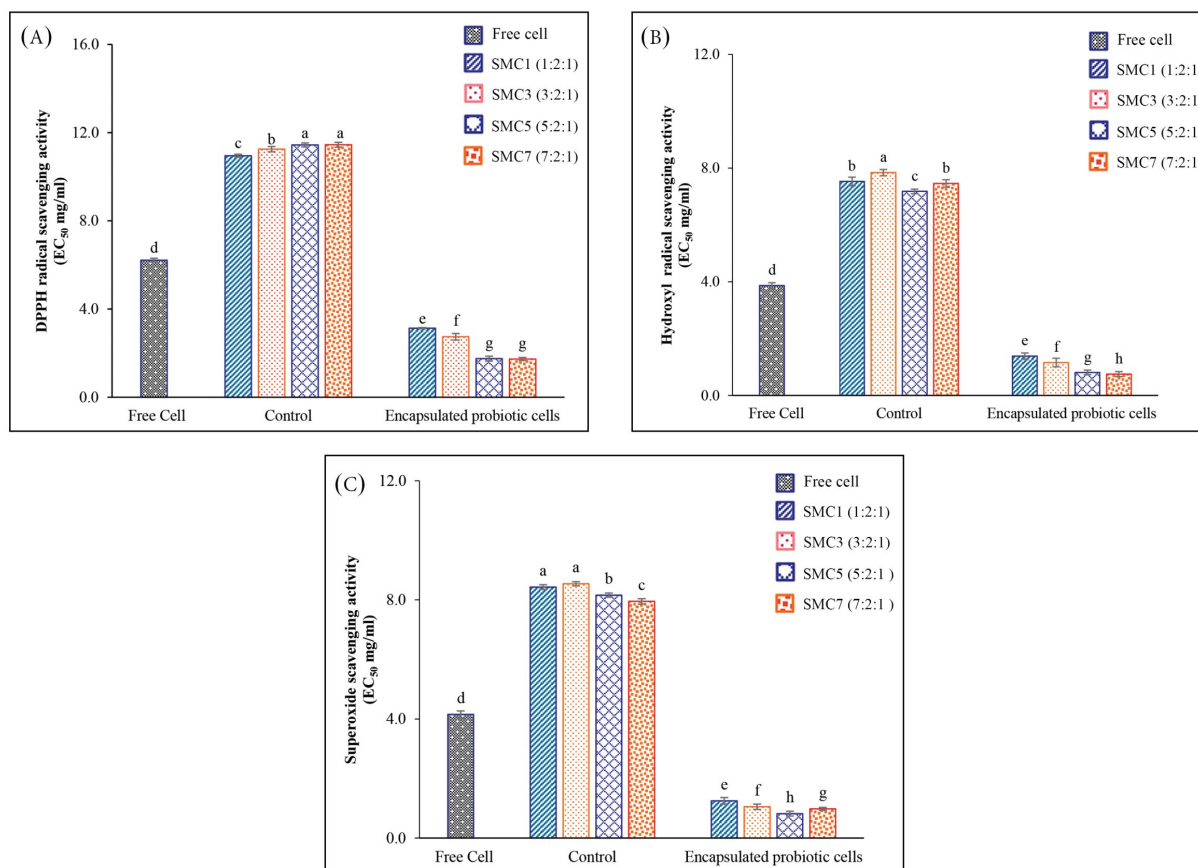 (A)
DPPH radical scavenging activity
(EC50 mg/ml)
16.0
12.0
8.0
4.0
0.0
Free cell
SMC1 (1:2:1)
SMC3 (3:2:1)
SMC5 (5:2:1)
SMC7 (7:2:1)
d
c
b
a
a
e
f
g
g
Free Cell
Control
Encapsulated probiotic cells
(B)
Hydroxyl radical scavenging activity
(EC50 mg/ml)
12.0
8.0
4.0
0.0
Free cell
SMC1 (1:2:1
SMC3 (3:2:1
SMC5 (5:2:1
SMC7 (7:2:1
d
b
a
c
b
e
f
g
h
Free Cell
Control
Encapsulated probiotic cells
(C)
Superoxide scavenging activity
(EC50 mg/ml)
12.0
8.0
4.0
0.0
Free cell
SMC1 (1:2:1)
SMC3 (3:2:1)
SMC5 (5:2:1 )
SMC7 (7:2:1 )
d
a
a
b
c
e
f
h
g
Free Cell
Control
Encapsulated probiotic cells